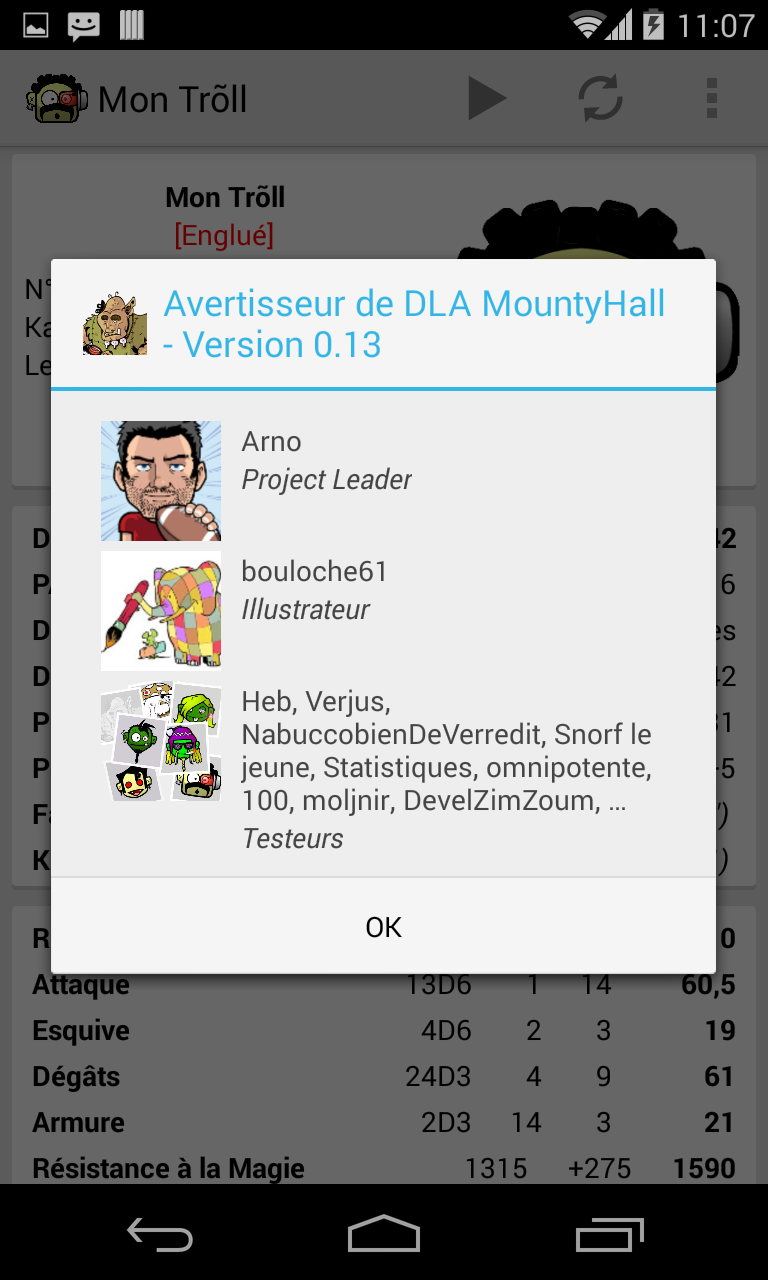 11:07
Mon Trõll
Mon Trõll
[Englué]
Avertisseur de DLA MountyHall
- Version 0.13
Arno
Project Leader
bouloche61
Illustrateur
Heb, Verjus,
NabuccobienDeVerredit, Snorf le
jeune, Statistiques, omnipotente,
100, moljnir, DevelZimZoum, ...
Testeurs
OK
Attaque 13D6 1 14 60,5
Esquive 4D6 2 3 19
Dégâts 24D3 4 9 61
Armure 2D3 14 3 21
Résistance à la Magie 1315 +275 1590